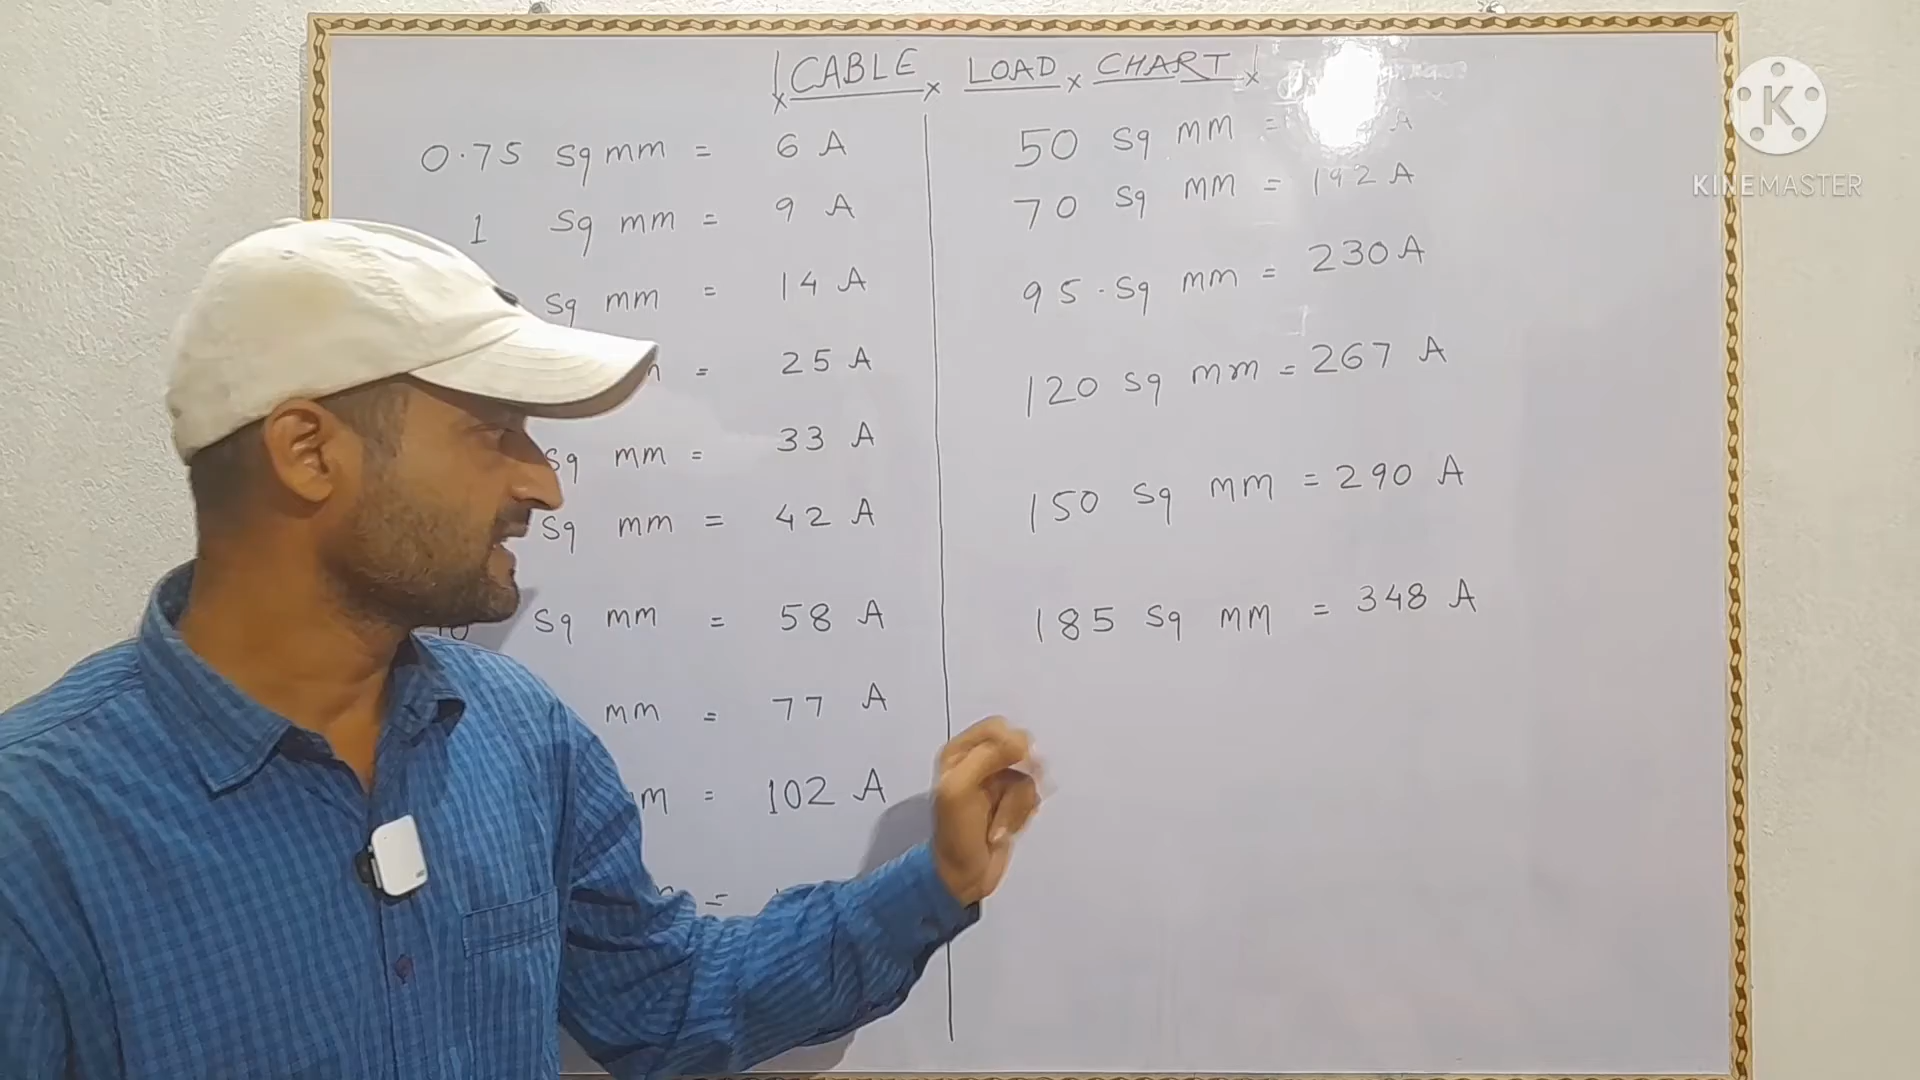 CABLE LOAD CHART
0.75 Sq mm = 6 A
1 Sq mm = 9 A
Sq mm = 14 A
= 25 A
Sq mm = 33 A
Sq mm = 42 A
Sq mm = 58 A
mm = 77 A
= 102 A
=
50 Sq mm = A
70 Sq mm = 192 A
95 . Sq mm = 230 A
120 Sq mm = 267 A
150 Sq mm = 290 A
185 Sq mm = 348 A
K
KINEMASTER